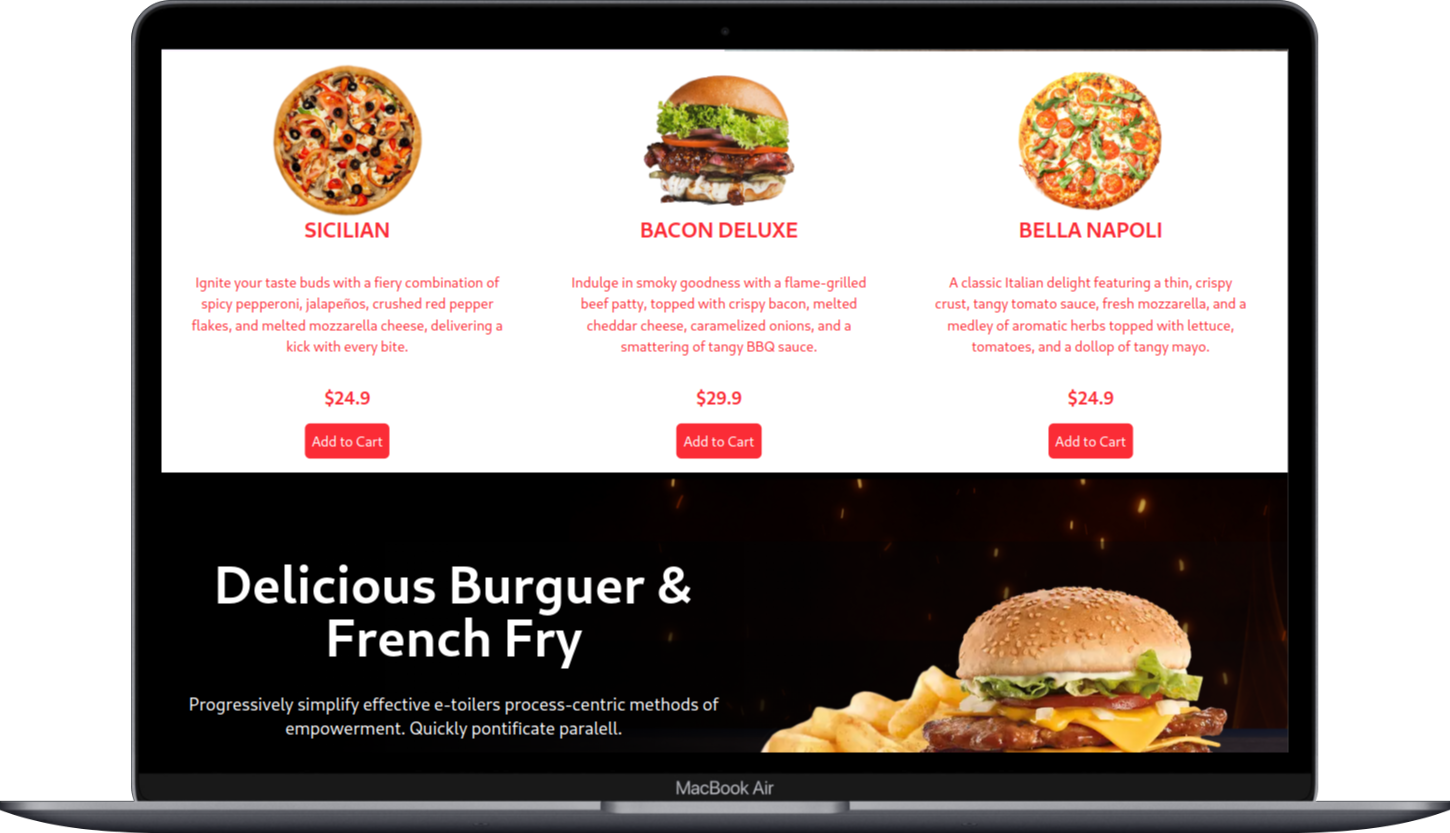 SICILIAN
Ignite your taste buds with a fiery combination of
spicy pepperoni, jalapeños, crushed red pepper
flakes, and melted mozzarella cheese, delivering a
kick with every bite.
$24.9
Add to Cart
BACON DELUXE
Indulge in smoky goodness with a flame-grilled
beef patty, topped with crispy bacon, melted
cheddar cheese, caramelized onions, and a
smattering of tangy BBQ sauce.
$29.9
Add to Cart
BELLA NAPOLI
A classic Italian delight featuring a thin, crispy
crust, tangy tomato sauce, fresh mozzarella, and a
medley of aromatic herbs topped with lettuce,
tomatoes, and a dollop of tangy mayo.
$24.9
Add to Cart
Delicious Burguer &
French Fry
Progressively simplify effective e-toilers process-centric methods of
empowerment. Quickly pontificate paralell.
MacBook Air